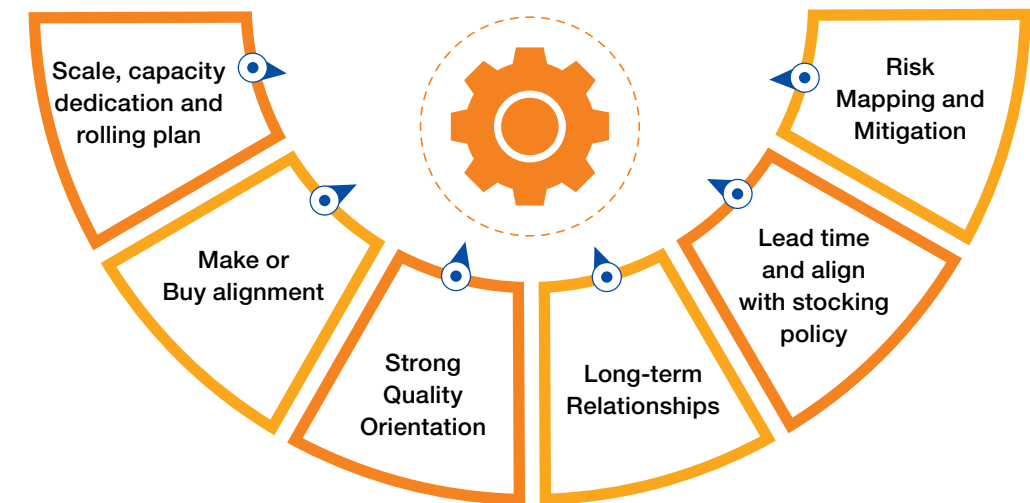 Scale, capacity
dedication and
rolling plan
Make or
Buy alignment
Strong
Quality
Orientation
Long-term
Relationships
Lead time
and align
with stocking
policy
Risk
Mapping and
Mitigation